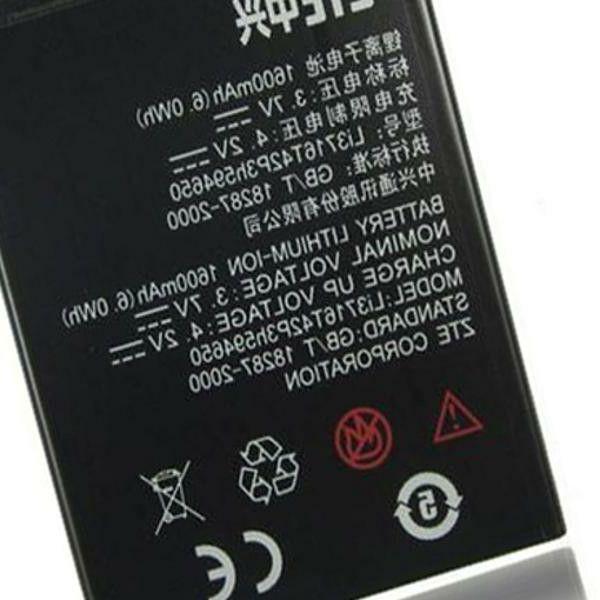 ZTE中兴
锂离子电池 1600mAh(6.0Wh)
标称电压:3.7V
充电限制电压:4.2V
型号:Li3716T42P3h594650
执行标准:GB/T 18287-2000
中兴通讯股份有限公司
BATTERY LITHIUM-ION 1600mAh(6.0Wh)
NOMINAL VOLTAGE:3.7V
CHARGE UP VOLTAGE:4.2V
MODEL:Li3716T42P3h594650
STANDARD:GB/T 18287-2000
ZTE CORPORATION
5
CE